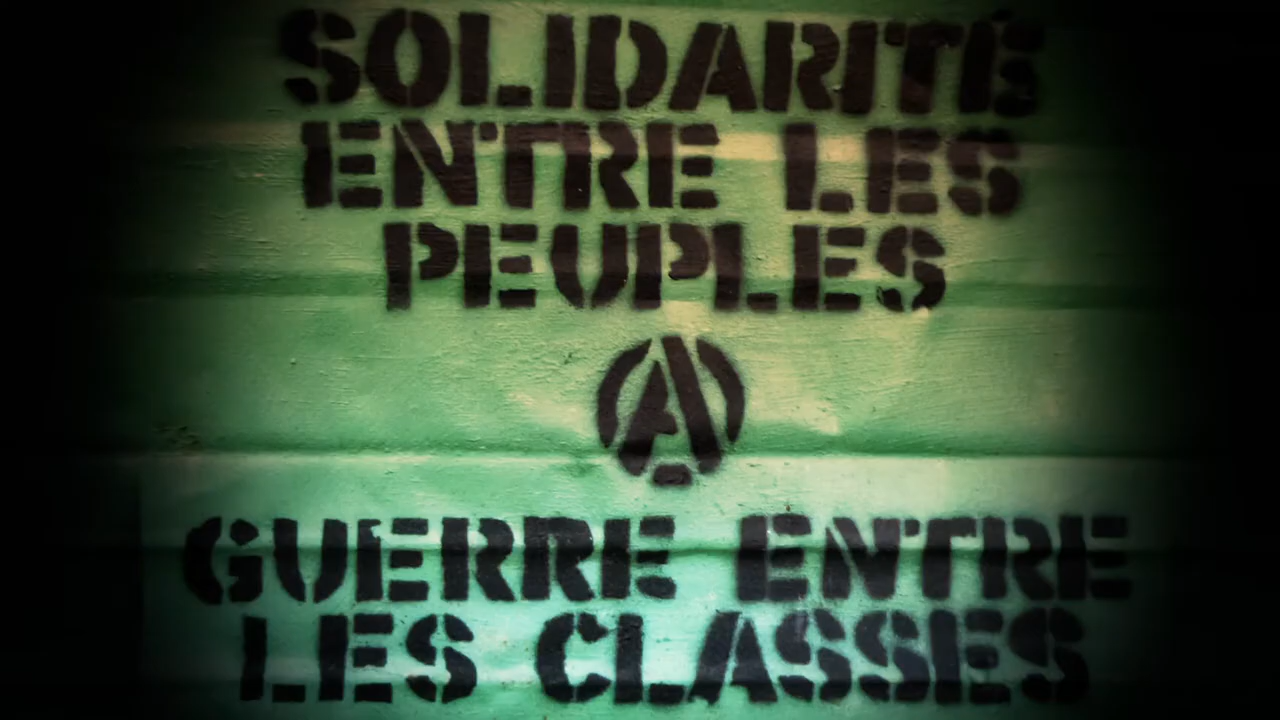 SOLIDARITÉ
ENTRE LES
PEUPLES
A
GUERRE ENTRE
LES CLASSES